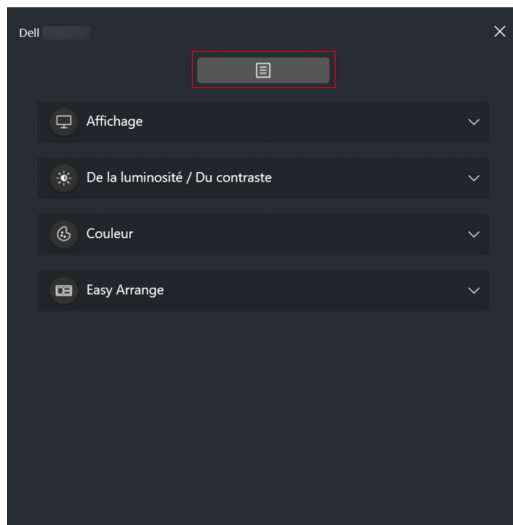 Dell
Affichage
De la luminosité / Du contraste
Couleur
Easy Arrange